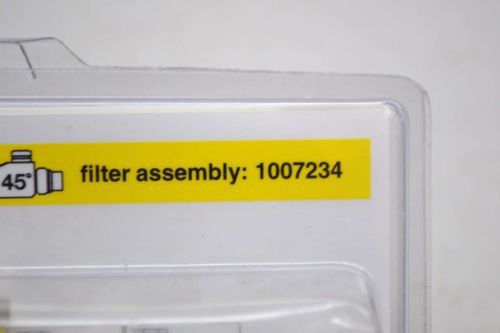 45° filter assembly: 1007234